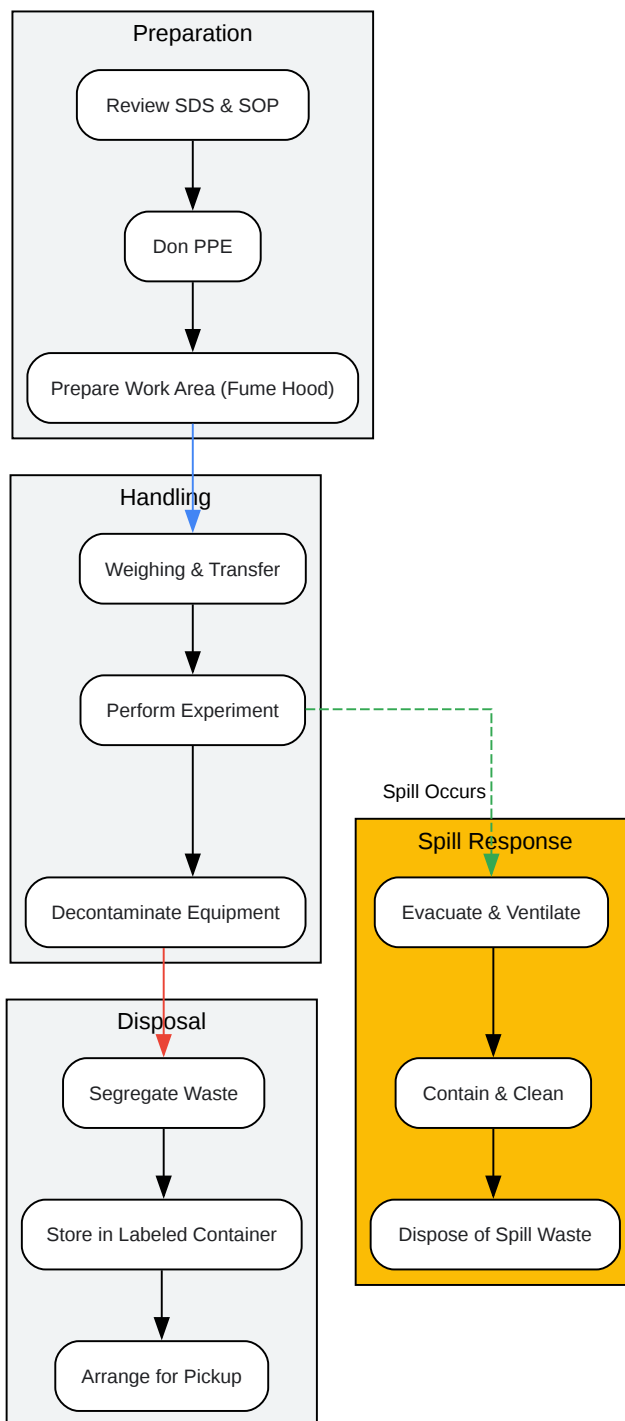 Preparation
Review SDS & SOP
Don PPE
Prepare Work Area (Fume Hood)
Handling
Weighing & Transfer
Perform Experiment
Spill Occurs
Decontaminate Equipment
Spill Response
Evacuate & Ventilate
Contain & Clean
Dispose of Spill Waste
Disposal
Segregate Waste
Store in Labeled Container
Arrange for Pickup